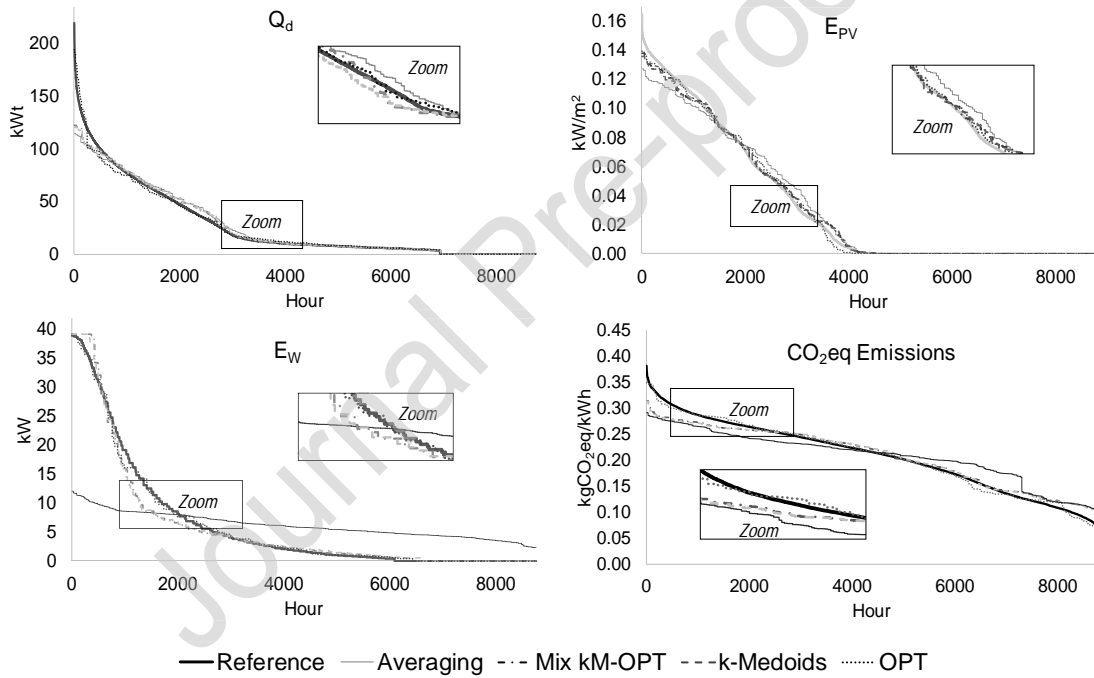 Q_d
200
150
100
50
0
kWt
Zoom
Zoom
0
2000
4000
6000
8000
Hour
E_PV
0.16
0.14
0.12
0.10
0.08
0.06
0.04
0.02
0.00
kW/m²
Zoom
Zoom
0
2000
4000
6000
8000
Hour
E_W
40
35
30
25
20
15
10
5
0
kW
Zoom
Zoom
0
2000
4000
6000
8000
Hour
CO₂eq Emissions
0.45
0.40
0.35
0.30
0.25
0.20
0.15
0.10
0.05
0.00
kgCO₂eq/kWh
Zoom
Zoom
0
2000
4000
6000
8000
Hour
Reference Averaging Mix kM-OPT k-Medoids OPT
Journal Pre-proo